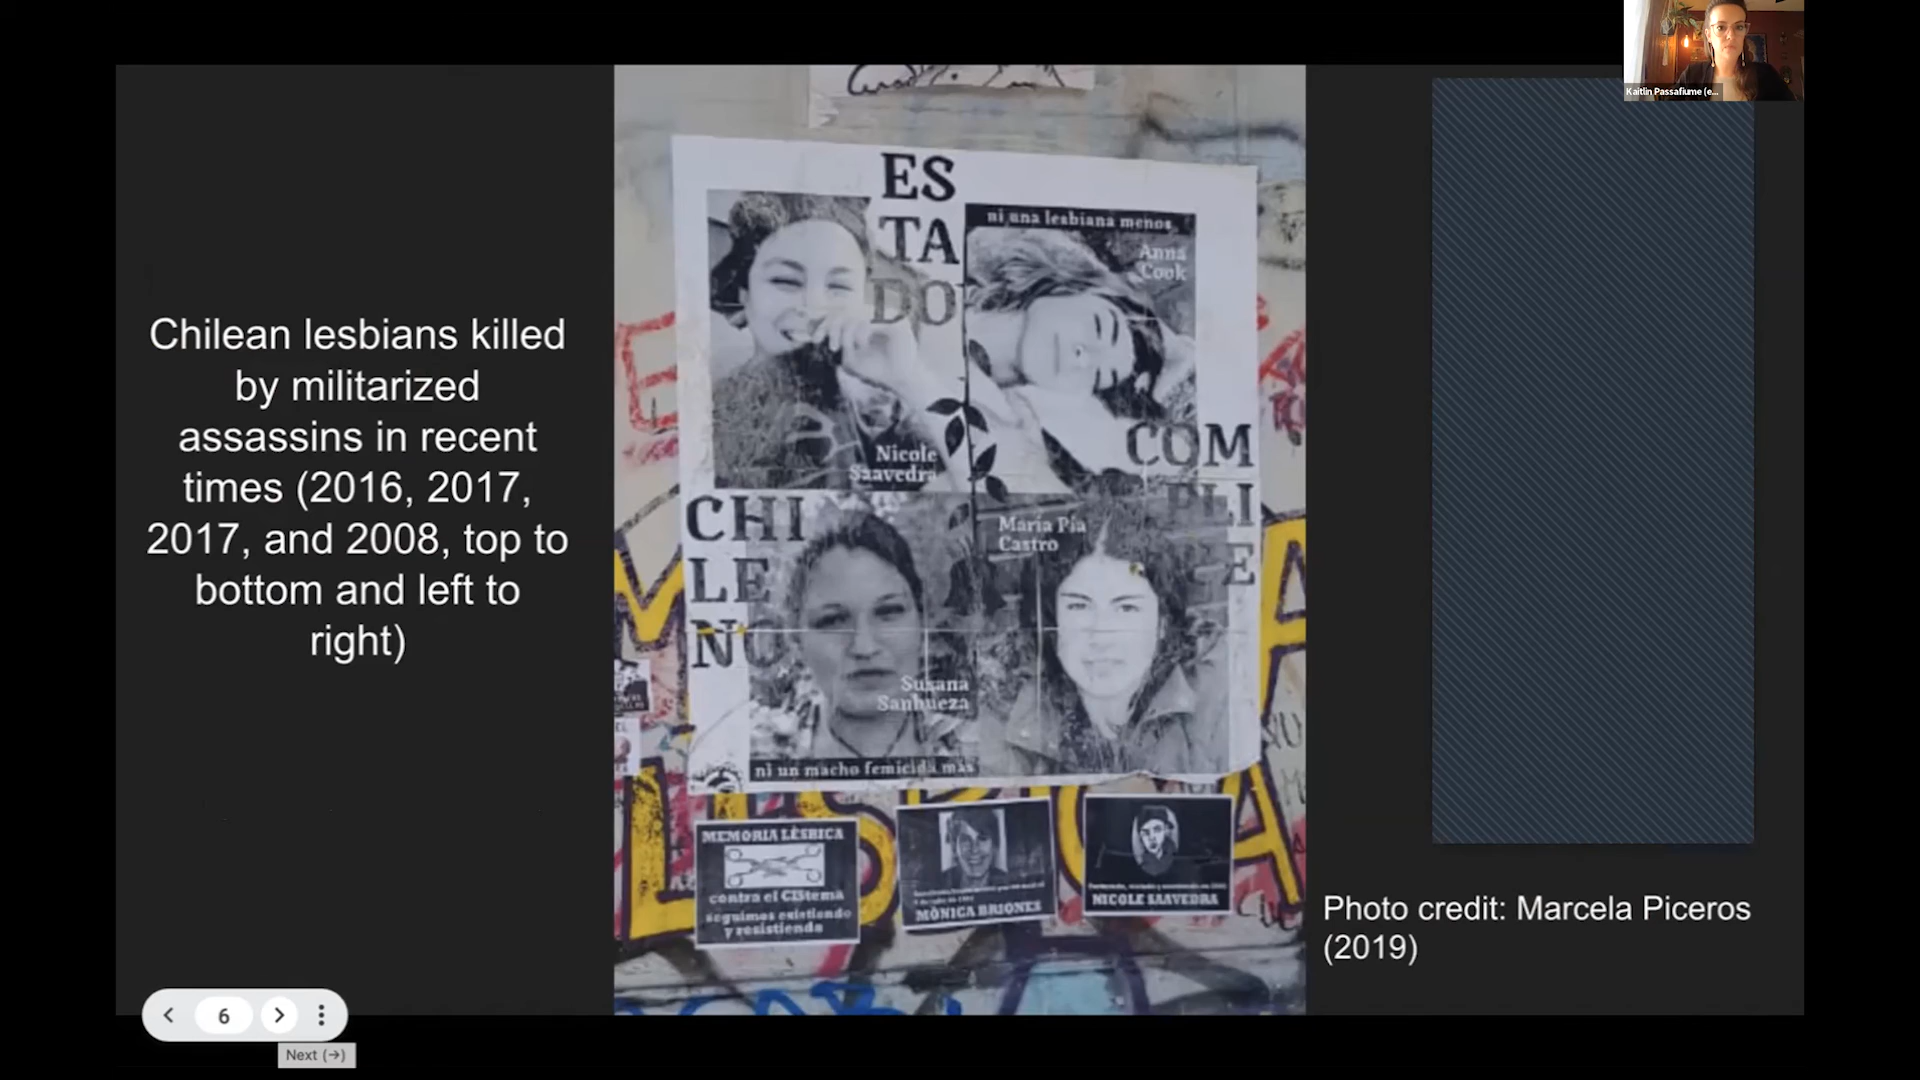 Kaitlin Passafiume (e...
Chilean lesbians killed
by militarized
assassins in recent
times (2016, 2017,
2017, and 2008, top to
bottom and left to
right)
ES
TA
DO
ni una lesbiana menos
Anna
Cook
Nicole
Saavedra
COM
PLI
E
CHI
LE
NO
María Pía
Castro
Susana
Sanhueza
ni un macho femicida más
MEMORIA LÉSBICA
contra el CIStema
seguimos existiendo
y resistiendo
MÓNICA BRIONES
NICOLE SAAVEDRA
Photo credit: Marcela Piceros
(2019)
6
Next (→)